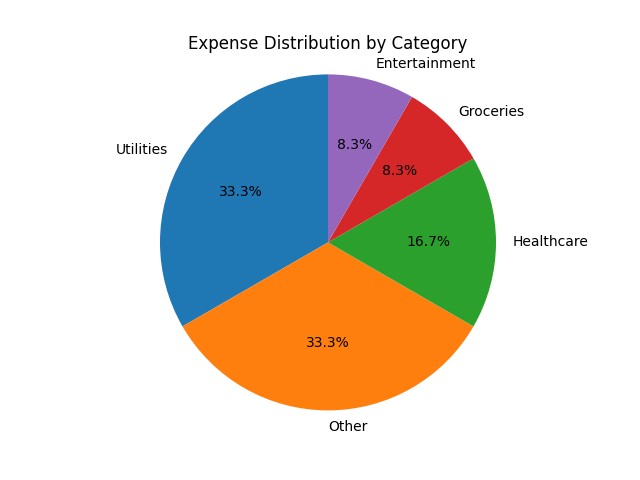 Expense Distribution by Category
Entertainment
Groceries
Utilities
8.3%
8.3%
33.3%
16.7%
Healthcare
33.3%
Other